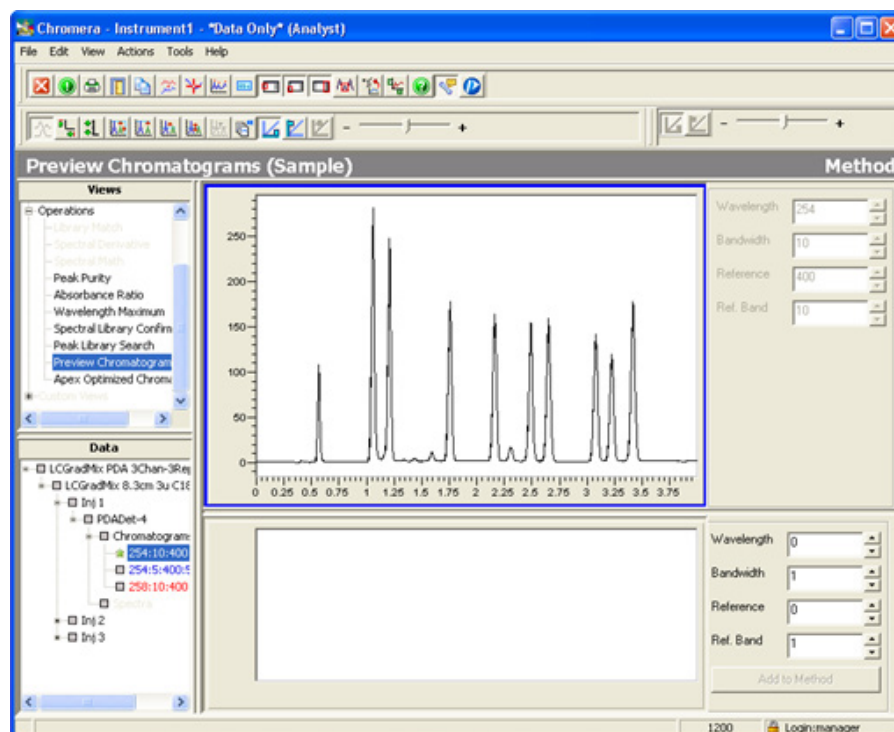 Chromera - Instrument1 - *Data Only* (Analyst)
File Edit View Actions Tools Help
- +
- +
Preview Chromatograms (Sample) Method
Views
Operations
Library Match
Spectral Derivative
Spectral Math
Peak Purity
Absorbance Ratio
Wavelength Maximum
Spectral Library Confirm
Peak Library Search
Preview Chromatogram
Apex Optimized Chrom
Custom Views
250
200
150
100
50
0
0 0.25 0.5 0.75 1 1.25 1.5 1.75 2 2.25 2.5 2.75 3 3.25 3.5 3.75
Wavelength 254
Bandwidth 10
Reference 400
Ref. Band 10
Data
LCGradMix PDA 3Chan-3Rep
LCGradMix 8.3cm 3u C18
Inj 1
PDADet-4
Chromatogram
254:10:400
254:5:400:5
258:10:400
Spectra
Inj 2
Inj 3
Wavelength 0
Bandwidth 1
Reference 0
Ref. Band 1
Add to Method
1200 Login:manager